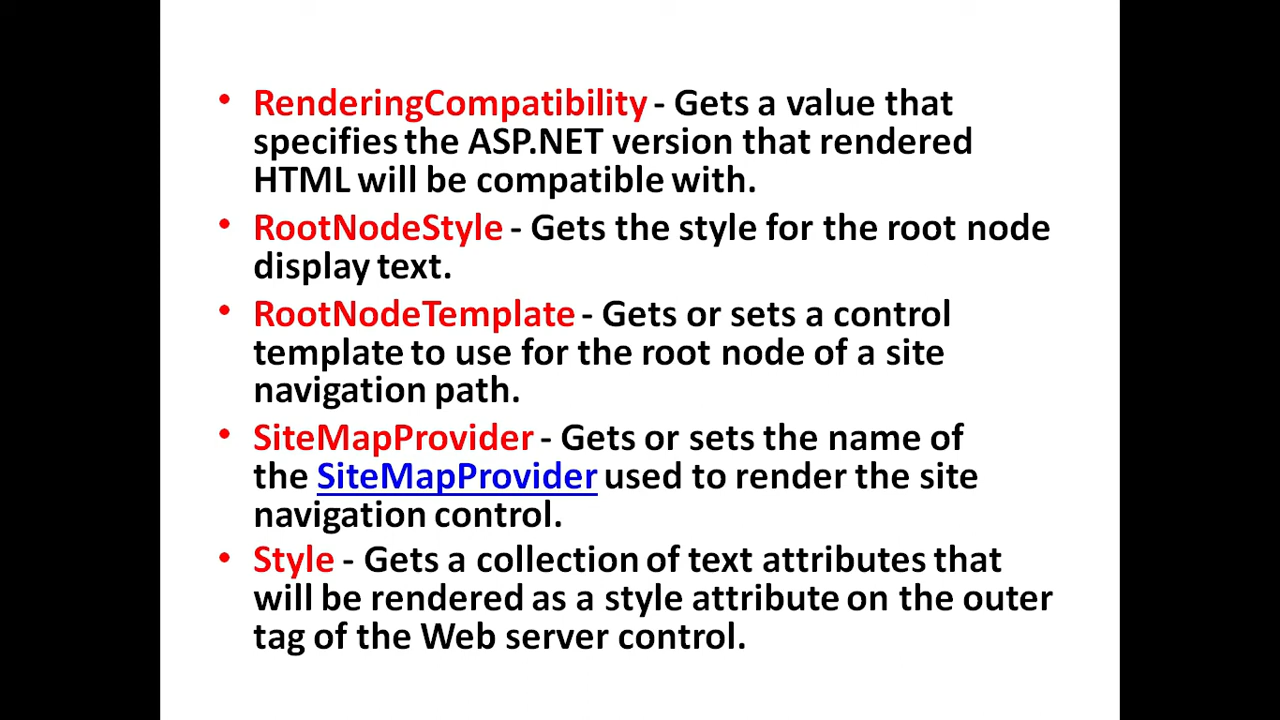 • RenderingCompatibility - Gets a value that
specifies the ASP.NET version that rendered
HTML will be compatible with.
• RootNodeStyle - Gets the style for the root node
display text.
• RootNodeTemplate - Gets or sets a control
template to use for the root node of a site
navigation path.
• SiteMapProvider - Gets or sets the name of
the SiteMapProvider used to render the site
navigation control.
• Style - Gets a collection of text attributes that
will be rendered as a style attribute on the outer
tag of the Web server control.